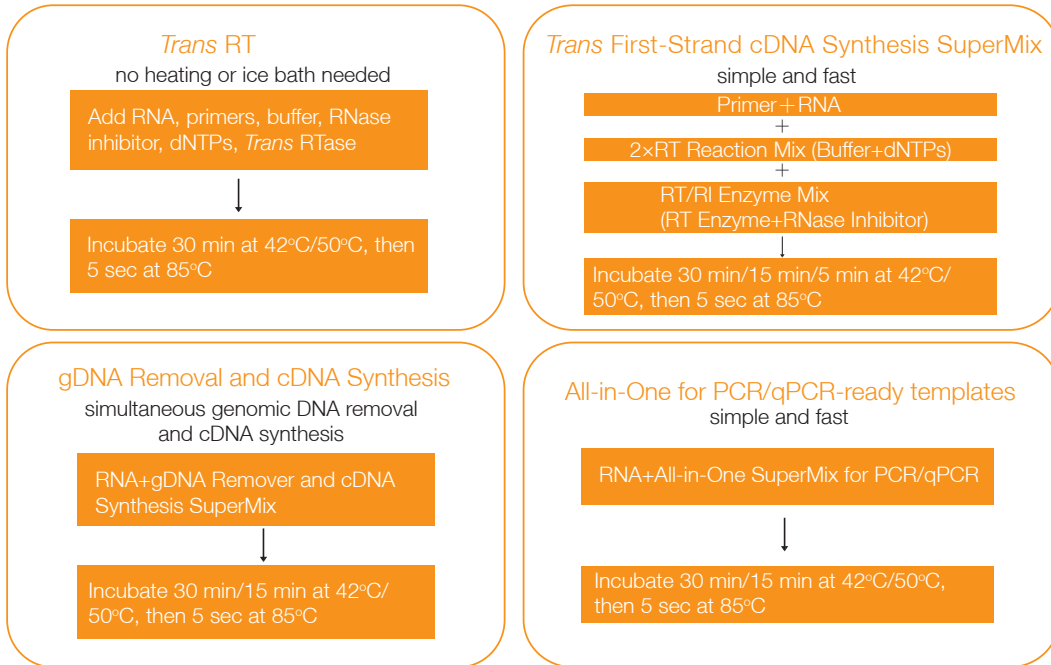 Trans RT
no heating or ice bath needed
Add RNA, primers, buffer, RNase
inhibitor, dNTPs, Trans RTase
Incubate 30 min at 42°C/50°C, then
5 sec at 85°C
Trans First-Strand cDNA Synthesis SuperMix
simple and fast
Primer＋RNA
+
2×RT Reaction Mix (Buffer+dNTPs)
+
RT/RI Enzyme Mix
(RT Enzyme+RNase Inhibitor)
Incubate 30 min/15 min/5 min at 42°C/
50°C, then 5 sec at 85°C
gDNA Removal and cDNA Synthesis
simultaneous genomic DNA removal
and cDNA synthesis
RNA+gDNA Remover and cDNA
Synthesis SuperMix
Incubate 30 min/15 min at 42°C/
50°C, then 5 sec at 85°C
All-in-One for PCR/qPCR-ready templates
simple and fast
RNA+All-in-One SuperMix for PCR/qPCR
Incubate 30 min/15 min at 42°C/50°C,
then 5 sec at 85°C